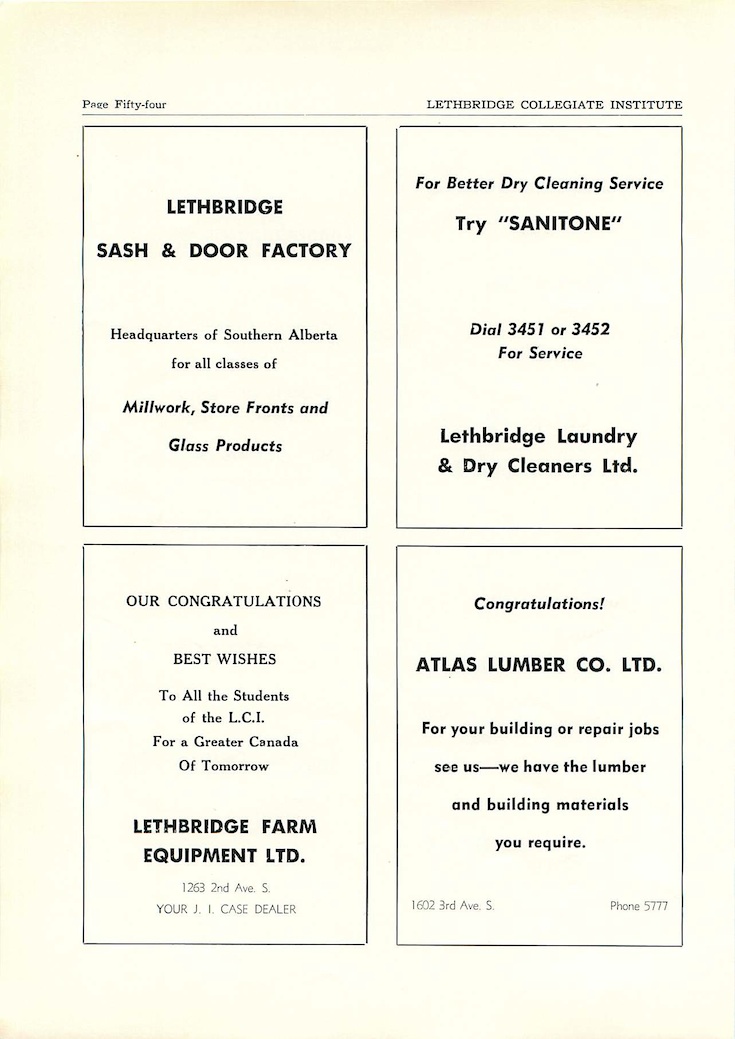 Page Fifty-four
LETHBRIDGE COLLEGIATE INSTITUTE
LETHBRIDGE
SASH & DOOR FACTORY
Headquarters of Southern Alberta
for all classes of
Millwork, Store Fronts and
Glass Products
For Better Dry Cleaning Service
Try "SANITONE"
Dial 3451 or 3452
For Service
Lethbridge Laundry
& Dry Cleaners Ltd.
OUR CONGRATULATIONS
and
BEST WISHES
To All the Students
of the L.C.I.
For a Greater Canada
Of Tomorrow
LETHBRIDGE FARM
EQUIPMENT LTD.
1263 2nd Ave. S.
YOUR J. I. CASE DEALER
Congratulations!
ATLAS LUMBER CO. LTD.
For your building or repair jobs
see us—we have the lumber
and building materials
you require.
1602 3rd Ave. S. Phone 5777